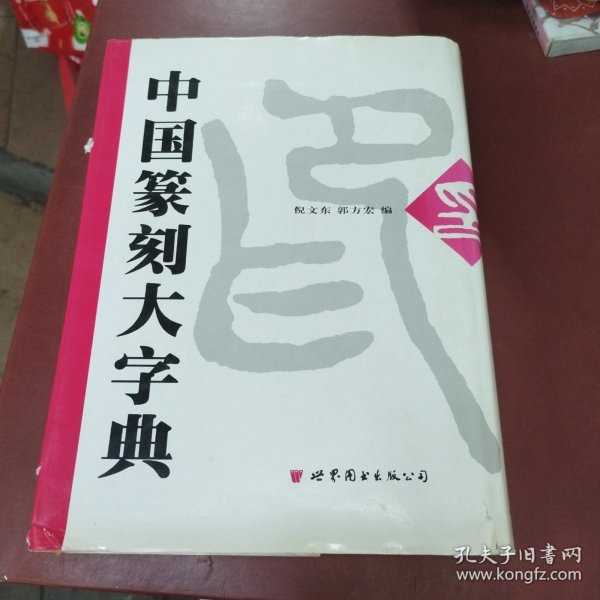 中国篆刻大字典
倪文东 郭方宏 编
世界图书出版公司
孔夫子旧书网
www.kongfz.com